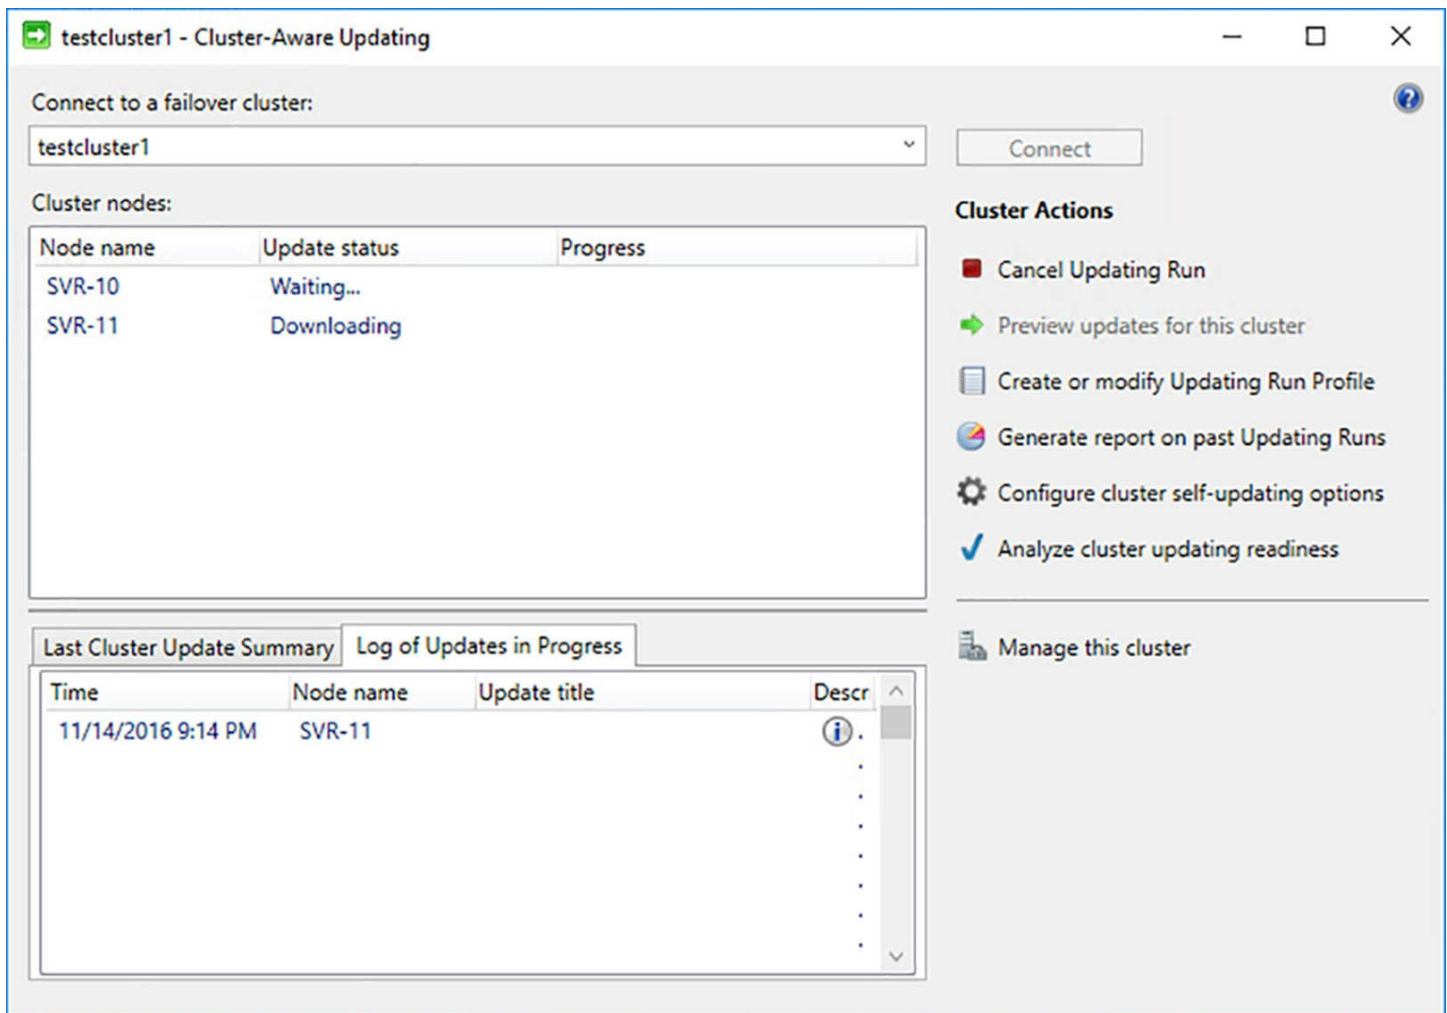 testcluster1 - Cluster-Aware Updating
Connect to a failover cluster:
testcluster1
Connect
Cluster nodes:
Node name Update status Progress
SVR-10 Waiting...
SVR-11 Downloading
Cluster Actions
Cancel Updating Run
Preview updates for this cluster
Create or modify Updating Run Profile
Generate report on past Updating Runs
Configure cluster self-updating options
Analyze cluster updating readiness
Manage this cluster
Last Cluster Update Summary Log of Updates in Progress
Time Node name Update title Descr
11/14/2016 9:14 PM SVR-11